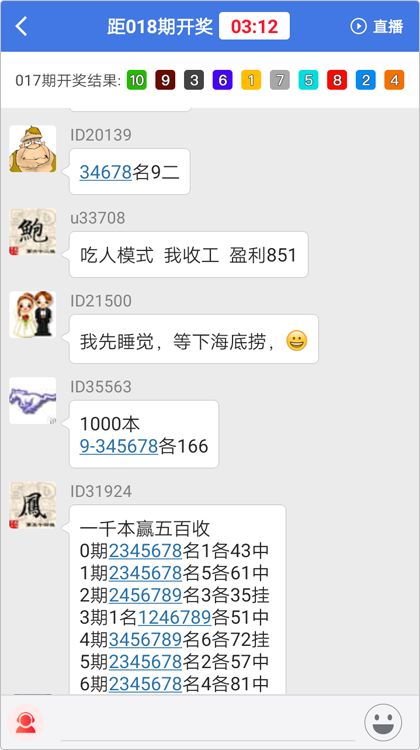 距018期开奖 03:12 直播
017期开奖结果: 10 9 3 6 1 7 5 8 2 4
ID20139
34678名9二
鲍
u33708
吃人模式 我收工 盈利851
ID21500
我先睡觉，等下海底捞，😀
ID35563
1000本
9-345678各166
鳳
ID31924
一千本赢五百收
0期2345678名1各43中
1期2345678名5各61中
2期2456789名3各35挂
3期1名1246789各51中
4期3456789名6各72挂
5期2345678名2各57中
6期2345678名4各81中